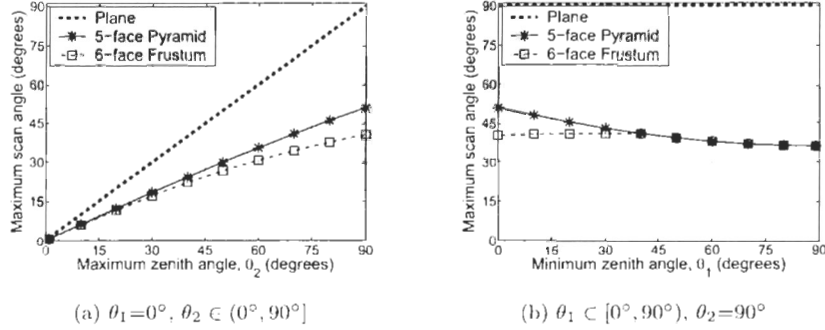 90
75
60
45
30
15
0
Maximum scan angle (degrees)
Plane
5-face Pyramid
6-face Frustum
0 15 30 45 60 75 90
Maximum zenith angle, θ2 (degrees)
(a) θ1=0°, θ2 ∈ (0°, 90°]
90
75
60
45
30
15
0
Maximum scan angle (degrees)
Plane
5-face Pyramid
6-face Frustum
0 15 30 45 60 75 90
Minimum zenith angle, θ1 (degrees)
(b) θ1 ⊂ [0°, 90°), θ2=90°